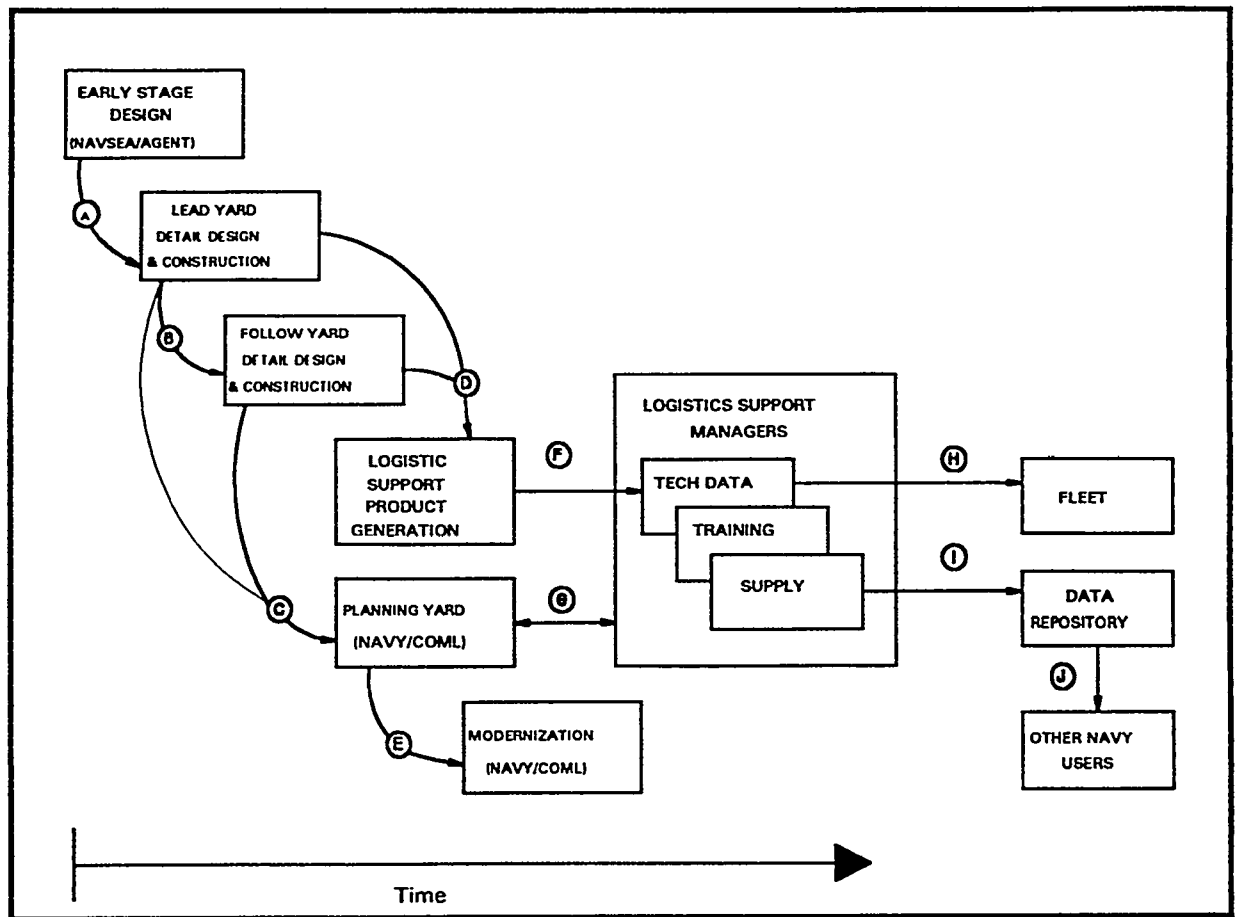 EARLY STAGE
DESIGN
(NAVSEA/AGENT)
A
LEAD YARD
DETAIL DESIGN
& CONSTRUCTION
B
FOLLOW YARD
DETAIL DESIGN
& CONSTRUCTION
D
LOGISTIC
SUPPORT
PRODUCT
GENERATION
F
LOGISTICS SUPPORT
MANAGERS
TECH DATA
TRAINING
SUPPLY
H
FLEET
I
DATA
REPOSITORY
J
OTHER NAVY
USERS
C
PLANNING YARD
(NAVY/COML)
G
E
MODERNIZATION
(NAVY/COML)
Time